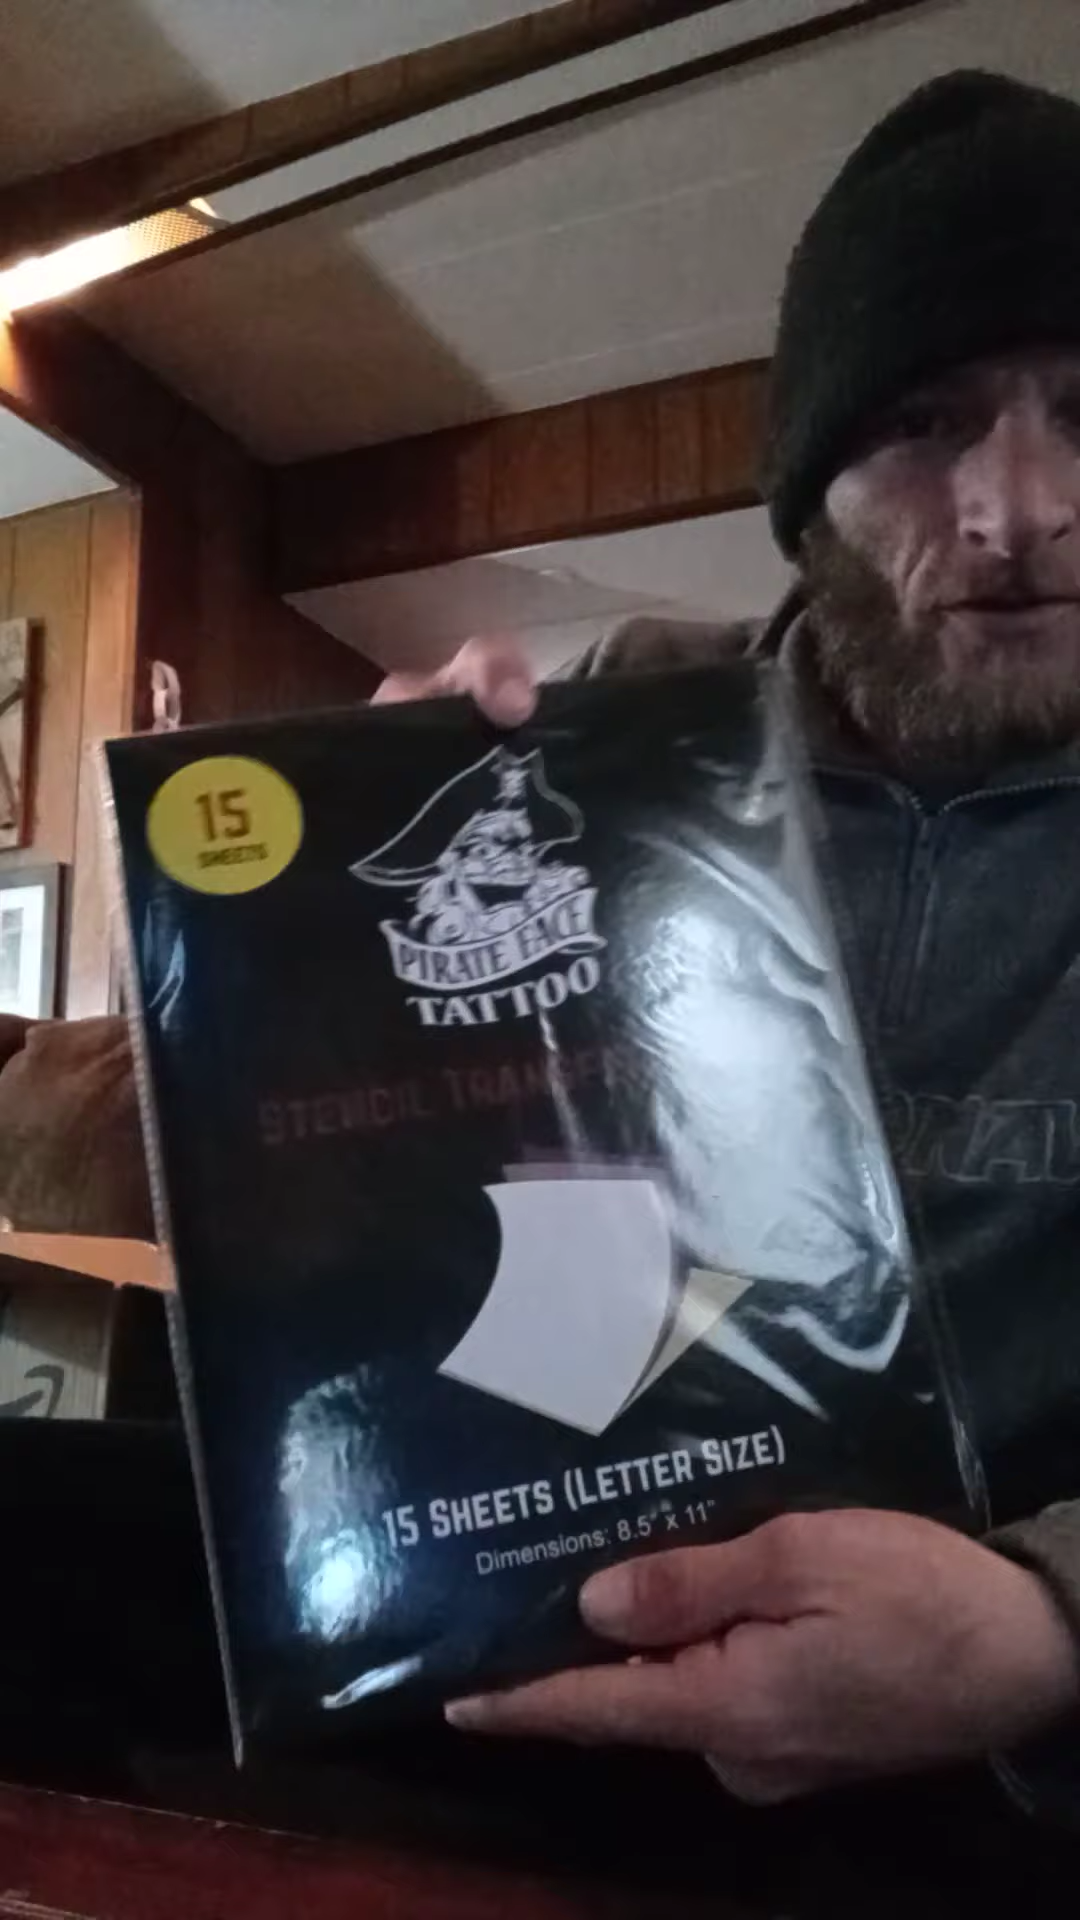 15
SHEETS
PIRATE FACE
TATTOO
STENCIL TRANSFER
15 SHEETS (LETTER SIZE)
Dimensions: 8.5" x 11"